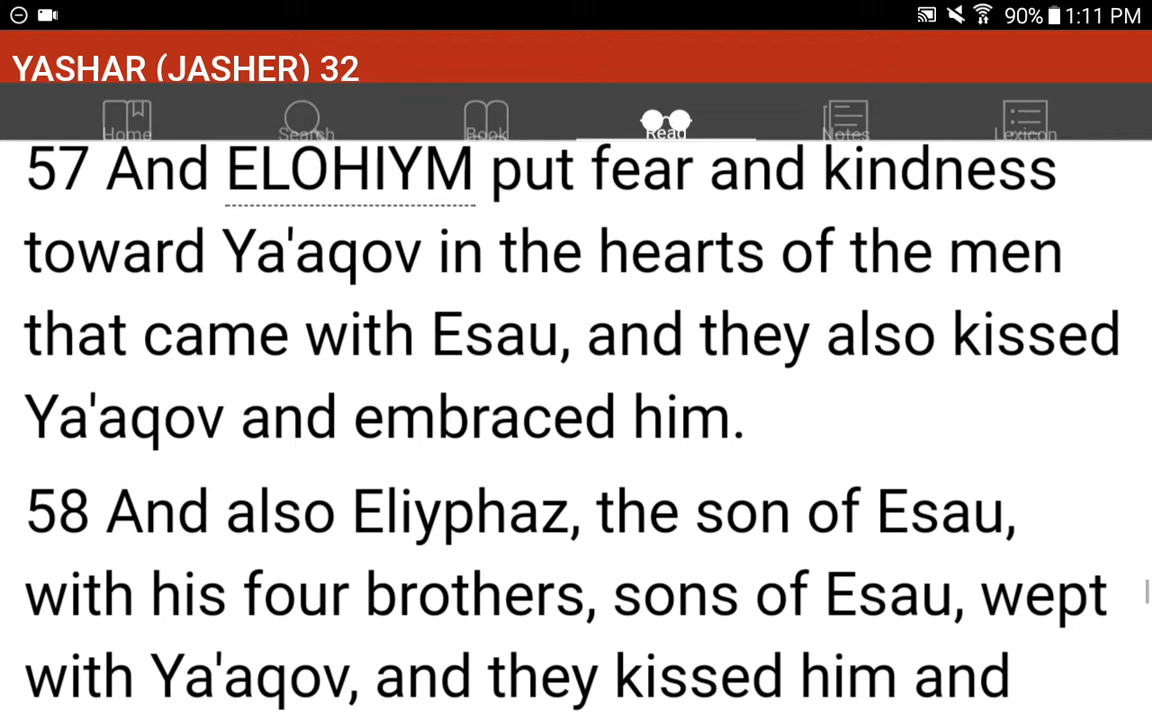 90% 1:11 PM
YASHAR (JASHER) 32
Home Search Book Read Notes Lexicon
57 And ELOHIYM put fear and kindness
toward Ya'aqov in the hearts of the men
that came with Esau, and they also kissed
Ya'aqov and embraced him.
58 And also Eliyphaz, the son of Esau,
with his four brothers, sons of Esau, wept
with Ya'aqov, and they kissed him and